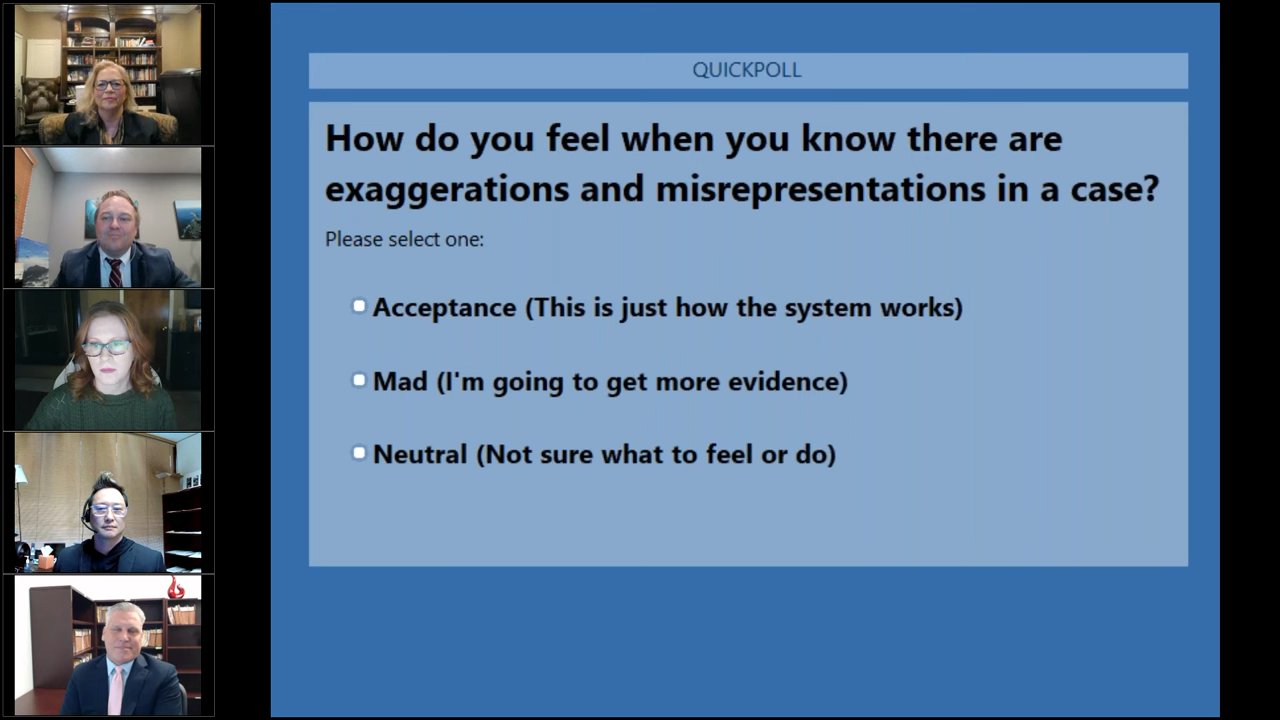 QUICKPOLL
How do you feel when you know there are
exaggerations and misrepresentations in a case?
Please select one:
Acceptance (This is just how the system works)
Mad (I'm going to get more evidence)
Neutral (Not sure what to feel or do)